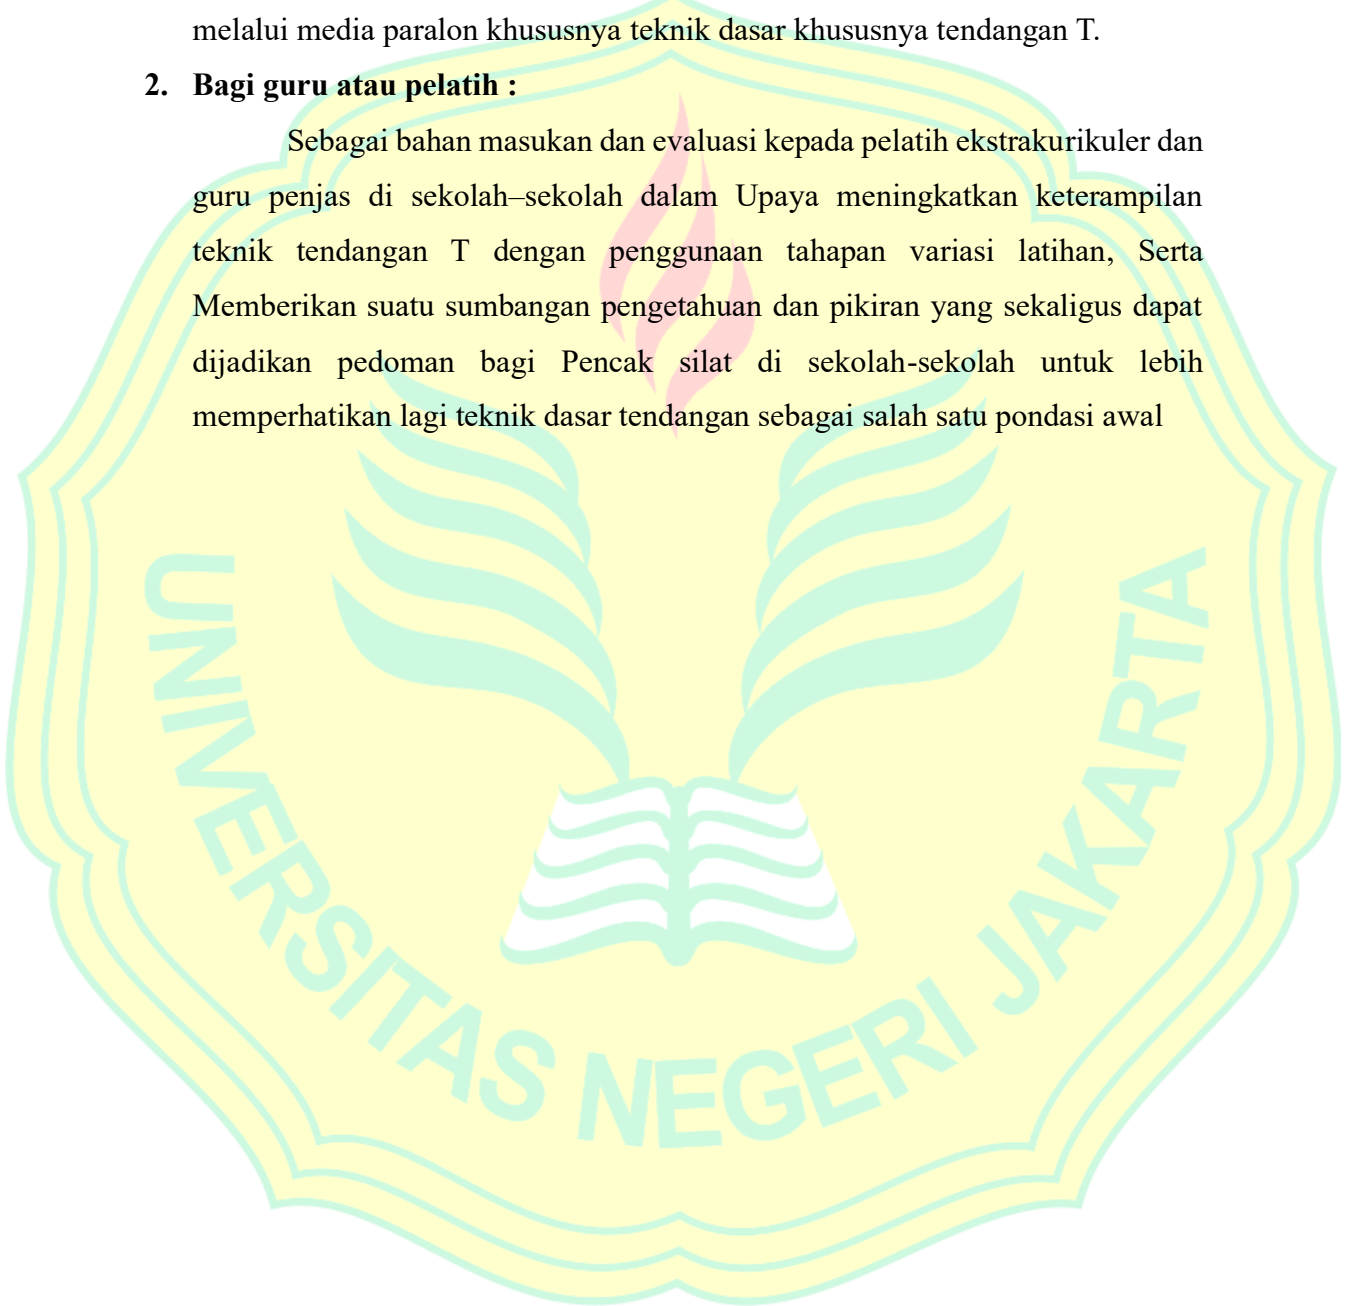 melalui media paralon khususnya teknik dasar khususnya tendangan T.
2. Bagi guru atau pelatih :
Sebagai bahan masukan dan evaluasi kepada pelatih ekstrakurikuler dan
guru penjas di sekolah–sekolah dalam Upaya meningkatkan keterampilan
teknik tendangan T dengan penggunaan tahapan variasi latihan, Serta
Memberikan suatu sumbangan pengetahuan dan pikiran yang sekaligus dapat
dijadikan pedoman bagi Pencak silat di sekolah-sekolah untuk lebih
memperhatikan lagi teknik dasar tendangan sebagai salah satu pondasi awal
UNIVERSITAS NEGERI JAKARTA